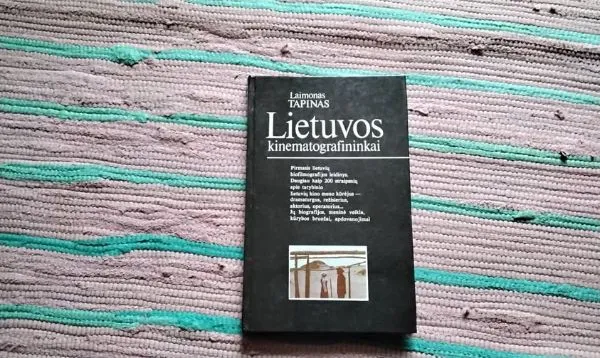 Laimonas
TAPINAS
Lietuvos
kinematografininkai
Pirmasis lietuvių
biofilmografijos leidinys.
Daugiau kaip 200 straipsnių
apie tarybinio
lietuvių kino meno kūrėjus —
dramaturgus, režisierius,
aktorius, operatorius...
Jų biografijos, meninė veikla,
kūrybos bruožai, apdovanojimai